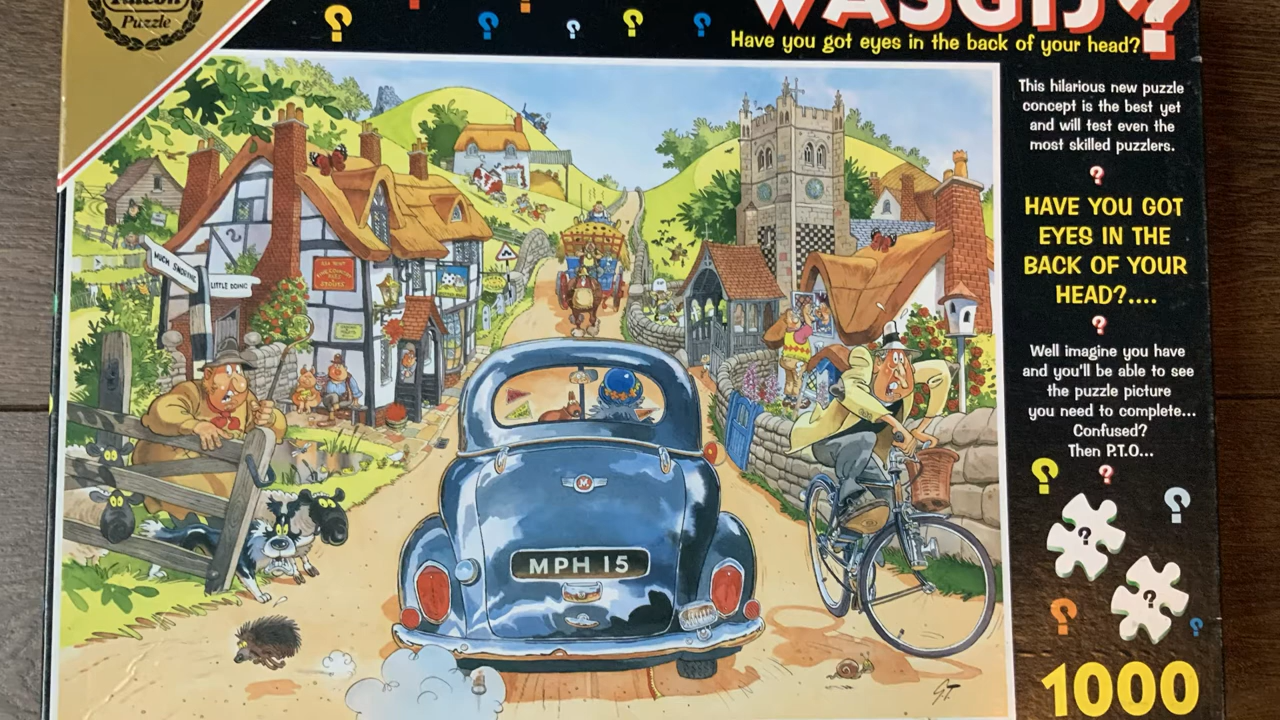 Falcon
Puzzle
WASGIJ?
Have you got eyes in the back of your head?
This hilarious new puzzle
concept is the best yet
and will test even the
most skilled puzzlers.
?
HAVE YOU GOT
EYES IN THE
BACK OF YOUR
HEAD?....
?
Well imagine you have
and you'll be able to see
the puzzle picture
you need to complete...
Confused?
Then P.T.O...
1000
MUCH SNORING
LITTLE DOING
M
MPH 15
GT